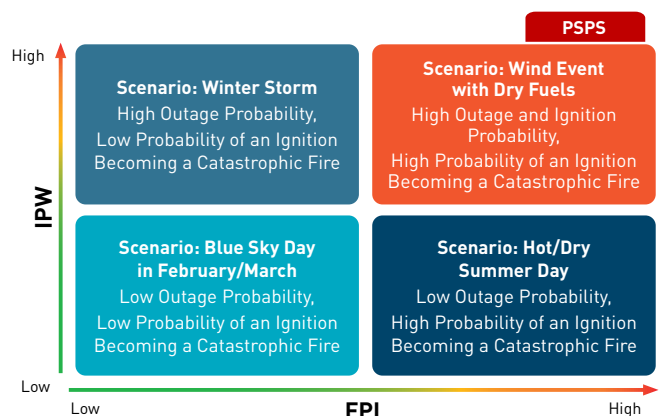 PSPS
High
Scenario: Winter Storm
High Outage Probability,
Low Probability of an Ignition
Becoming a Catastrophic Fire
Scenario: Wind Event
with Dry Fuels
High Outage and Ignition
Probability,
High Probability of an Ignition
Becoming a Catastrophic Fire
IPW
Scenario: Blue Sky Day
in February/March
Low Outage Probability,
Low Probability of an Ignition
Becoming a Catastrophic Fire
Scenario: Hot/Dry
Summer Day
Low Outage Probability,
High Probability of an Ignition
Becoming a Catastrophic Fire
Low
Low
FPI
High